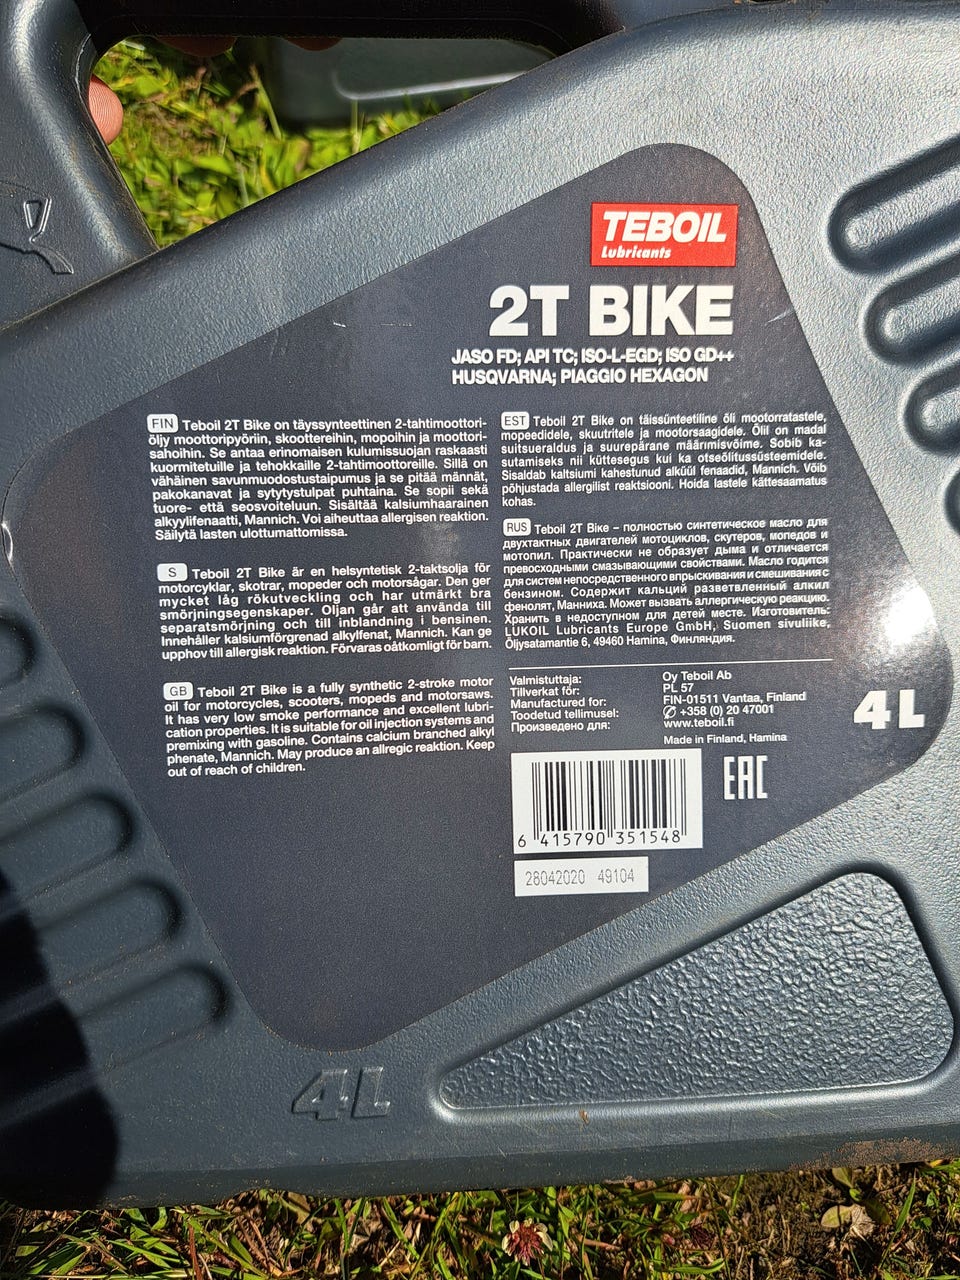 TEBOIL
Lubricants
2T BIKE
JASO FD; API TC; ISO-L-EGD; ISO GD++
HUSQVARNA; PIAGGIO HEXAGON
FIN Teboil 2T Bike on täyssynteettinen 2-tahtimoottori-
öljy moottoripyöriin, skoottereihin, mopoihin ja moottori-
sahoihin. Se antaa erinomaisen kulumissuojan raskaasti
kuormitetuille ja tehokkaille 2-tahtimoottoreille. Sillä on
vähäinen savunmuodostustaipumus ja se pitää männät,
pakokanavat ja sytytystulpat puhtaina. Se sopii sekä
tuore- että seosvoiteluun. Sisältää kalsiumhaarainen
alkyylifenaatti, Mannich. Voi aiheuttaa allergisen reaktion.
Säilytä lasten ulottumattomissa.
S Teboil 2T Bike är en helsyntetisk 2-taktsolja för
motorcyklar, skotrar, mopeder och motorsågar. Den ger
mycket låg rökutveckling och har utmärkt bra
smörjningsegenskaper. Oljan går att använda till
separatsmörjning och till inblandning i bensinen.
Innehåller kalsiumförgrenad alkylfenat, Mannich. Kan ge
upphov till allergisk reaktion. Förvaras oåtkomligt för barn.
GB Teboil 2T Bike is a fully synthetic 2-stroke motor
oil for motorcycles, scooters, mopeds and motorsaws.
It has very low smoke performance and excellent lubri-
cation properties. It is suitable for oil injection systems and
premixing with gasoline. Contains calcium branched alkyl
phenate, Mannich. May produce an allregic reaktion. Keep
out of reach of children.
EST Teboil 2T Bike on täissünteetiline õli mootorratastele,
mopeedidele, skuutritele ja mootorsaagidele. Õlil on madal
suitsueraldus ja suurepärane määrimisvõime. Sobib ka-
sutamiseks nii küttesegus kui ka otseõlitussüsteemidele.
Sisaldab kaltsiumi kahestunud alküül fenaadid, Mannich. Võib
põhjustada allergilist reaktsiooni. Hoida lastele kättesaamatus
kohas.
RUS Teboil 2T Bike – полностью синтетическое масло для
двухтактных двигателей мотоциклов, скутеров, мопедов и
мотопил. Практически не образует дыма и отличается
превосходными смазывающими свойствами. Масло годится
для систем непосредственного впрыскивания и смешивания с
бензином. Содержит кальций разветвленный алкил
фенолят, Манниха. Может вызвать аллергическую реакцию.
Хранить в недоступном для детей месте. Изготовитель:
LUKOIL Lubricants Europe GmbH, Suomen sivuliike,
Öljysatamantie 6, 49460 Hamina, Финляндия.
Valmistuttaja: Oy Teboil Ab
Tillverkat för: PL 57
Manufactured for: FIN-01511 Vantaa, Finland
Toodetud tellimusel: ✆ +358 (0) 20 47001
Произведено для: www.teboil.fi
Made in Finland, Hamina
4L
EAC
6 415790 351548
28042020 49104
4L